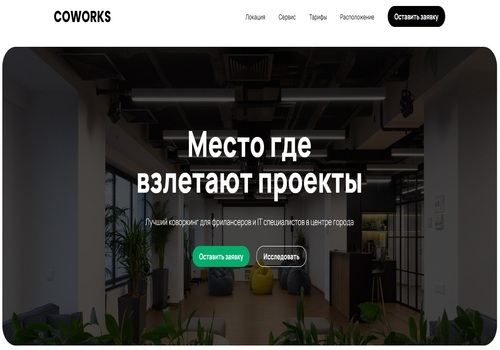 COWORKS
Локация Сервис Тарифы Расположение Оставить заявку
Место где
взлетают проекты
Лучший коворкинг для фрилансеров и IT специалистов в центре города
Оставить заявку Исследовать